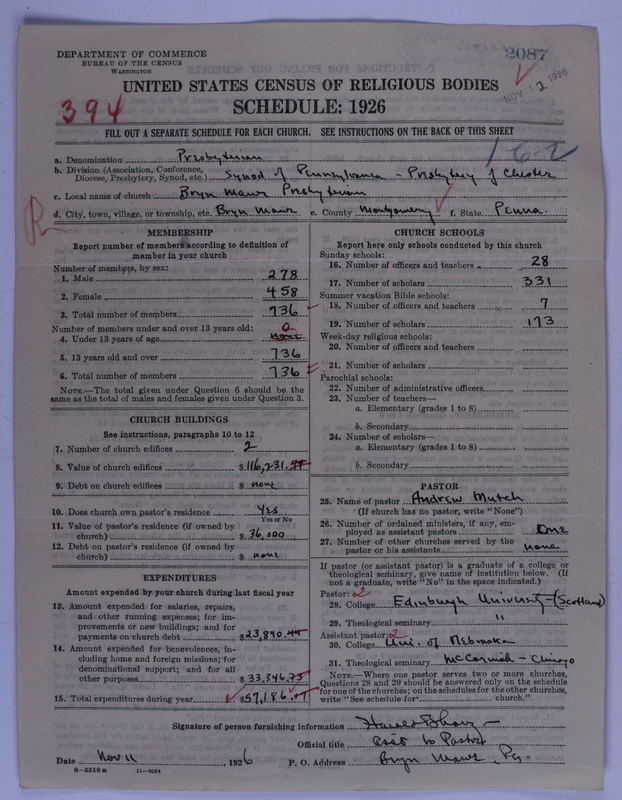 DEPARTMENT OF COMMERCE
BUREAU OF THE CENSUS
WASHINGTON
2087
NOV 12 1926
UNITED STATES CENSUS OF RELIGIOUS BODIES
394
SCHEDULE: 1926
FILL OUT A SEPARATE SCHEDULE FOR EACH CHURCH. SEE INSTRUCTIONS ON THE BACK OF THIS SHEET
162
a. Denomination Presbyterian
b. Division (Association, Conference, Diocese, Presbytery, Synod, etc.) Synod of Pennsylvania - Presbytery of Chester
c. Local name of church Bryn Mawr Presbyterian
d. City, town, village, or township, etc. Bryn Mawr e. County Montgomery f. State Penna.
R
MEMBERSHIP
Report number of members according to definition of member in your church
Number of members, by sex:
1. Male 278
2. Female 458
3. Total number of members 736
Number of members under and over 13 years old:
4. Under 13 years of age none 0
5. 13 years old and over 736
6. Total number of members 736
NOTE.—The total given under Question 6 should be the same as the total of males and females given under Question 3.
CHURCH BUILDINGS
See instructions, paragraphs 10 to 12
7. Number of church edifices 2
8. Value of church edifices $116,231.
9. Debt on church edifices $ none
10. Does church own pastor's residence Yes
Yes or No
11. Value of pastor's residence (if owned by church) $ 36,000
12. Debt on pastor's residence (if owned by church) $ none
EXPENDITURES
Amount expended by your church during last fiscal year
13. Amount expended for salaries, repairs, and other running expenses; for improvements or new buildings; and for payments on church debt $23,840.44
14. Amount expended for benevolences, including home and foreign missions; for denominational support; and for all other purposes $33,346.73
15. Total expenditures during year $57,186.
CHURCH SCHOOLS
Report here only schools conducted by this church
Sunday schools:
16. Number of officers and teachers 28
17. Number of scholars 331
Summer vacation Bible schools:
18. Number of officers and teachers 7
19. Number of scholars 173
Week-day religious schools:
20. Number of officers and teachers
21. Number of scholars
Parochial schools:
22. Number of administrative officers
23. Number of teachers—
a. Elementary (grades 1 to 8)
b. Secondary
24. Number of scholars—
a. Elementary (grades 1 to 8)
b. Secondary
PASTOR
25. Name of pastor Andrew Mutch
(If church has no pastor, write "None")
26. Number of ordained ministers, if any, employed as assistant pastors One
27. Number of other churches served by the pastor or his assistants none
If pastor (or assistant pastor) is a graduate of a college or theological seminary, give name of institution below. (If not a graduate, write "No" in the space indicated.)
Pastor: 2
28. College Edinburgh University (Scotland)
29. Theological seminary "
Assistant pastor: 2
30. College Uni. of Nebraska
31. Theological seminary McCormick - Chicago
NOTE.—Where one pastor serves two or more churches, Questions 28 and 29 should be answered only on the schedule for one of the churches; on the schedules for the other churches, write "See schedule for church."
Signature of person furnishing information
Official title Asst to Pastor
Date Nov 11, 1926 P. O. Address Bryn Mawr, Pa.
8—5518a 11—9894